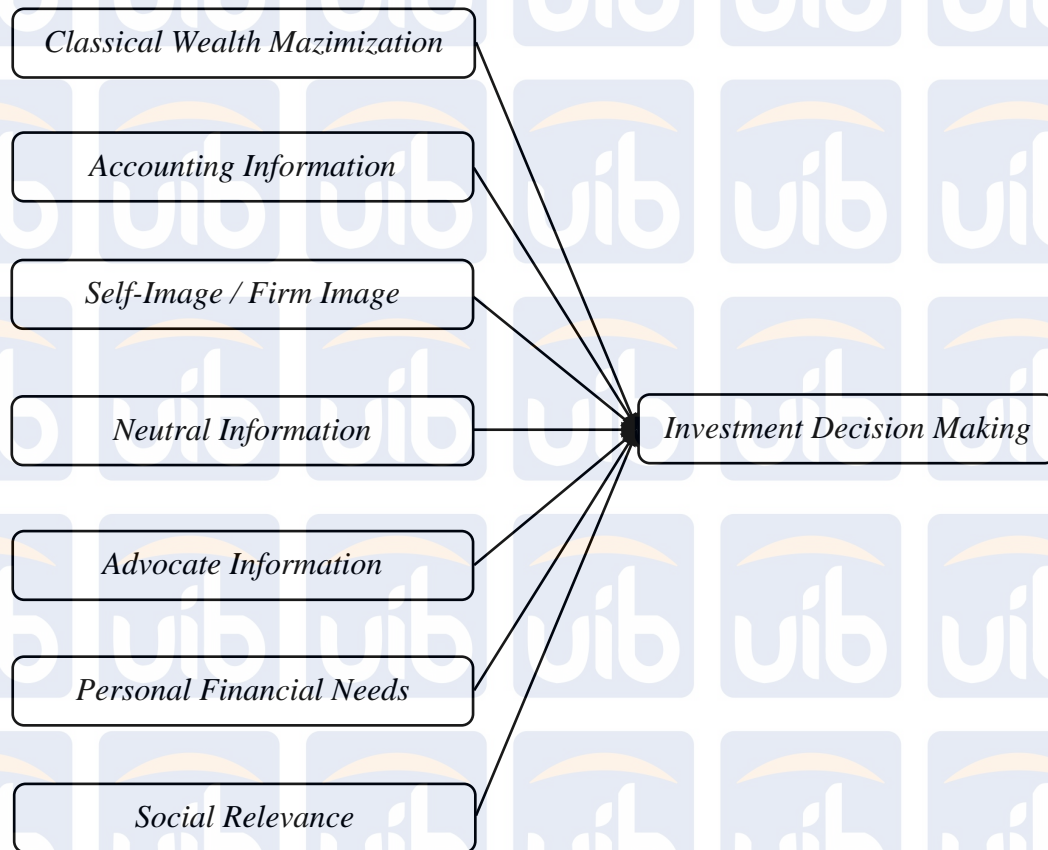 Classical Wealth Mazimization
Accounting Information
Self-Image / Firm Image
Neutral Information
Investment Decision Making
Advocate Information
Personal Financial Needs
Social Relevance
uib